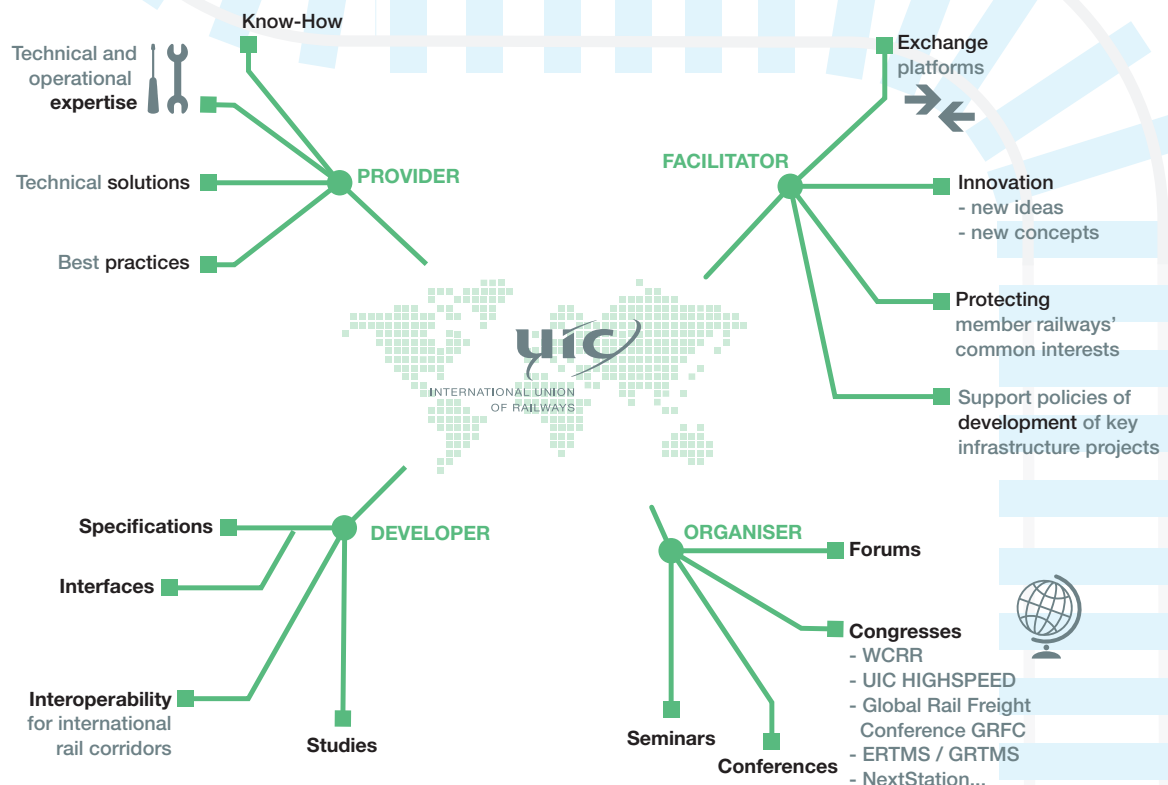 Know-How
Technical and
operational
expertise
PROVIDER
Technical solutions
Best practices
Exchange
platforms
FACILITATOR
Innovation
- new ideas
- new concepts
Protecting
member railways'
common interests
Support policies of
development of key
infrastructure projects
uic
INTERNATIONAL UNION
OF RAILWAYS
Specifications
DEVELOPER
Interfaces
Interoperability
for international
rail corridors
Studies
ORGANISER
Forums
Congresses
- WCRR
- UIC HIGHSPEED
- Global Rail Freight
Conference GRFC
- ERTMS / GRTMS
- NextStation...
Seminars
Conferences